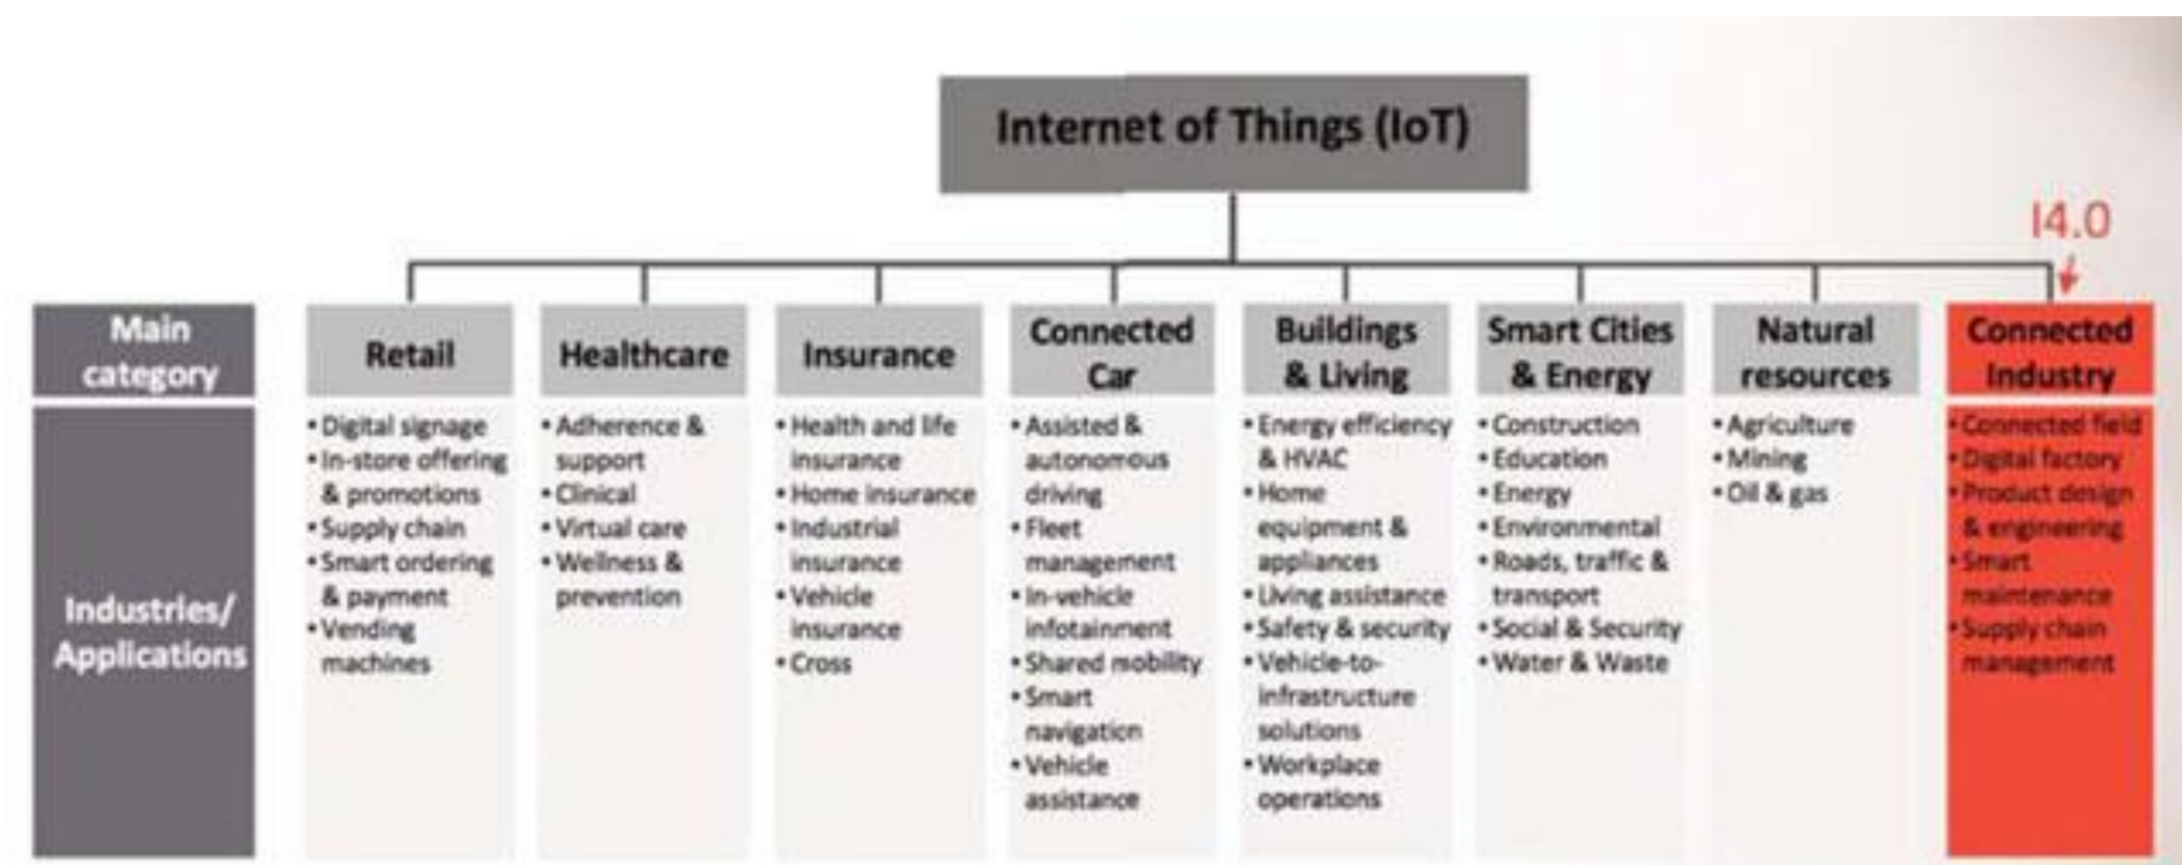 Internet of Things (IoT)
I4.0
Main
category
Retail
Healthcare
Insurance
Connected
Car
Buildings
& Living
Smart Cities
& Energy
Natural
resources
Connected
Industry
Industries/
Applications
• Digital signage
• In-store offering
& promotions
• Supply chain
• Smart ordering
& payment
• Vending
machines
• Adherence &
support
• Clinical
• Virtual care
• Wellness &
prevention
• Health and life
insurance
• Home insurance
• Industrial
insurance
• Vehicle
insurance
• Cross
• Assisted &
autonomous
driving
• Fleet
management
• In-vehicle
infotainment
• Shared mobility
• Smart
navigation
• Vehicle
assistance
• Energy efficiency
& HVAC
• Home
equipment &
appliances
• Living assistance
• Safety & security
• Vehicle-to-
infrastructure
solutions
• Workplace
operations
• Construction
• Education
• Energy
• Environmental
• Roads, traffic &
transport
• Social & Security
• Water & Waste
• Agriculture
• Mining
• Oil & gas
• Connected field
• Digital factory
• Product design
& engineering
• Smart
maintenance
• Supply chain
management